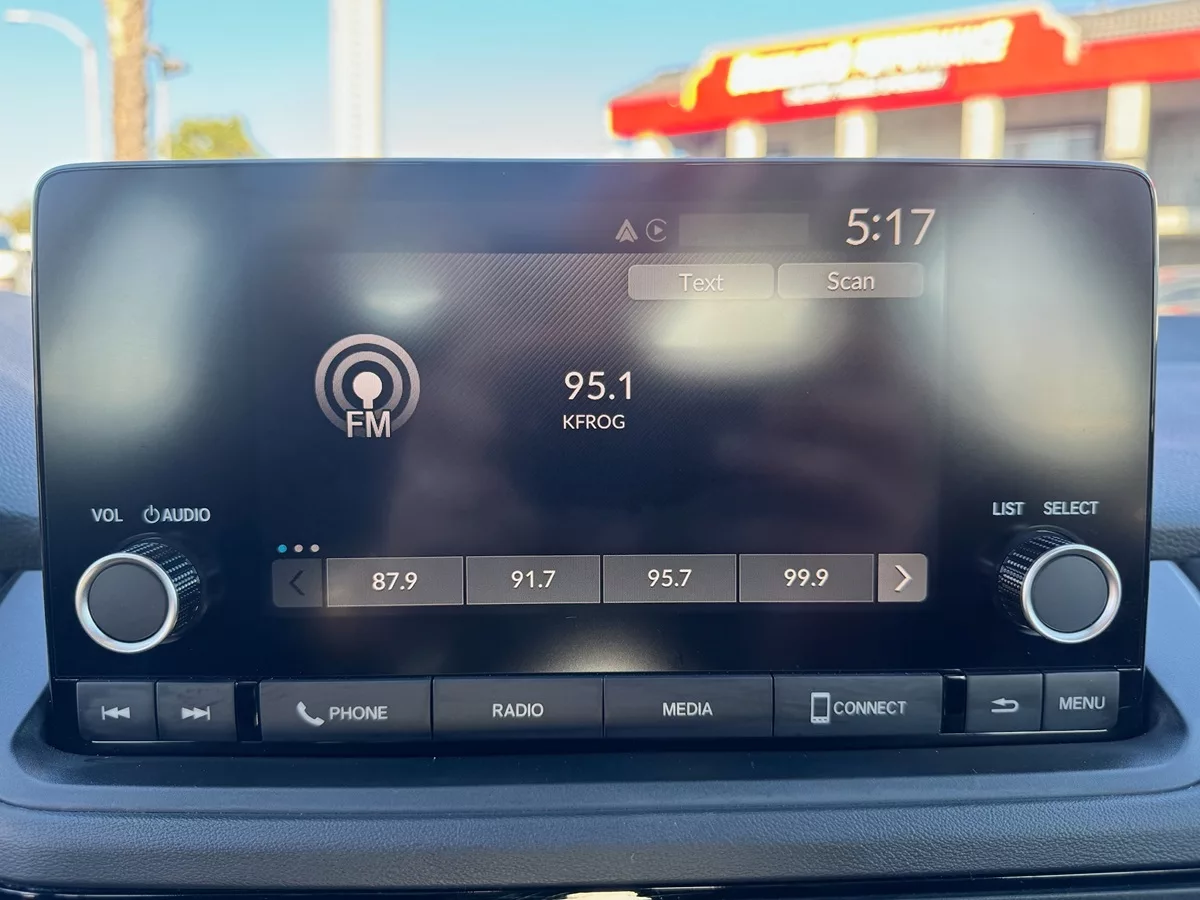 5:17
Text Scan
95.1
FM
KFROG
VOL AUDIO
LIST SELECT
87.9 91.7 95.7 99.9
PHONE RADIO MEDIA CONNECT MENU